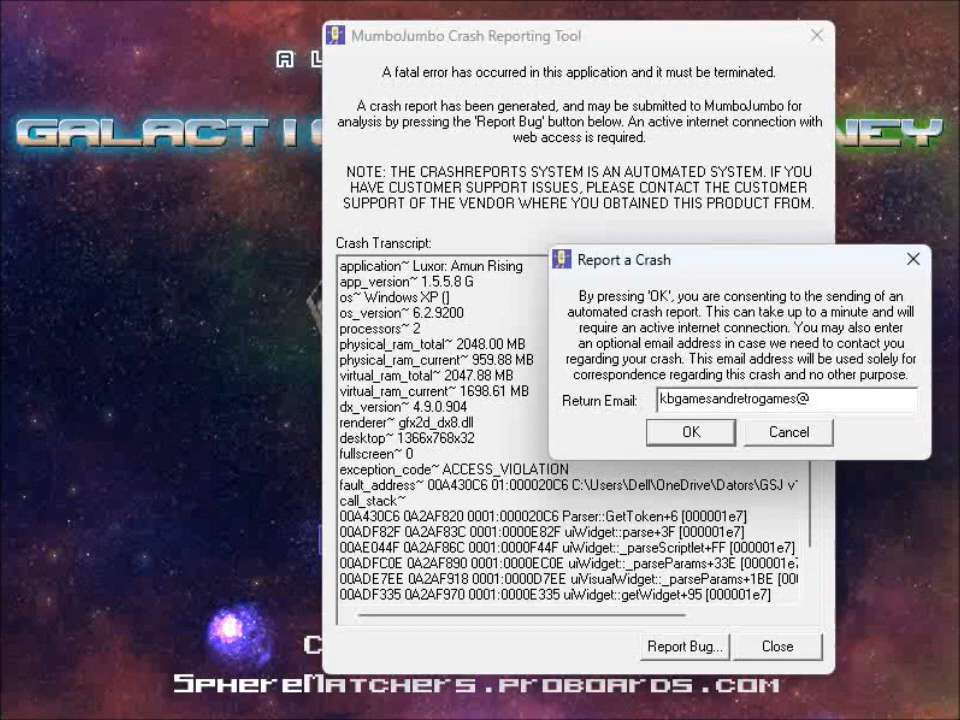 MumboJumbo Crash Reporting Tool
A fatal error has occurred in this application and it must be terminated.
A crash report has been generated, and may be submitted to MumboJumbo for
analysis by pressing the 'Report Bug' button below. An active internet connection with
web access is required.
NOTE: THE CRASHREPORTS SYSTEM IS AN AUTOMATED SYSTEM. IF YOU
HAVE CUSTOMER SUPPORT ISSUES, PLEASE CONTACT THE CUSTOMER
SUPPORT OF THE VENDOR WHERE YOU OBTAINED THIS PRODUCT FROM.
A L
GALACTIC
NEY
Crash Transcript:
application~ Luxor: Amun Rising
app_version~ 1.5.5.8 G
os~ Windows XP (]
os_version~ 6.2.9200
processors~ 2
physical_ram_total~ 2048.00 MB
physical_ram_current~ 959.88 MB
virtual_ram_total~ 2047.88 MB
virtual_ram_current~ 1698.61 MB
dx_version~ 4.9.0.904
renderer~ gfx2d_dx8.dll
desktop~ 1366x768x32
fullscreen~ 0
exception_code~ ACCESS_VIOLATION
fault_address~ 00A430C6 01:000020C6 C:\Users\Dell\OneDrive\Dators\GSJ v
call_stack~
00A430C6 0A2AF820 0001:000020C6 Parser::GetToken+6 [000001e7]
00ADF82F 0A2AF83C 0001:0000E82F uiWidget::parse+3F [000001e7]
00AE044F 0A2AF86C 0001:0000F44F uiWidget::_parseScriptlet+FF [000001e7]
00ADFC0E 0A2AF890 0001:0000EC0E uiWidget::_parseParams+33E [000001e7
00ADE7EE 0A2AF918 0001:0000D7EE uiVisualWidget::_parseParams+1BE [000
00ADF335 0A2AF970 0001:0000E335 uiWidget::getWidget+95 [000001e7]
Report Bug...
Close
Report a Crash
By pressing 'OK', you are consenting to the sending of an
automated crash report. This can take up to a minute and will
require an active internet connection. You may also enter
an optional email address in case we need to contact you
regarding your crash. This email address will be used solely for
correspondence regarding this crash and no other purpose.
Return Email:
kbgamesandretrogames@
OK
Cancel
C
SphereMatchers.proboards.com